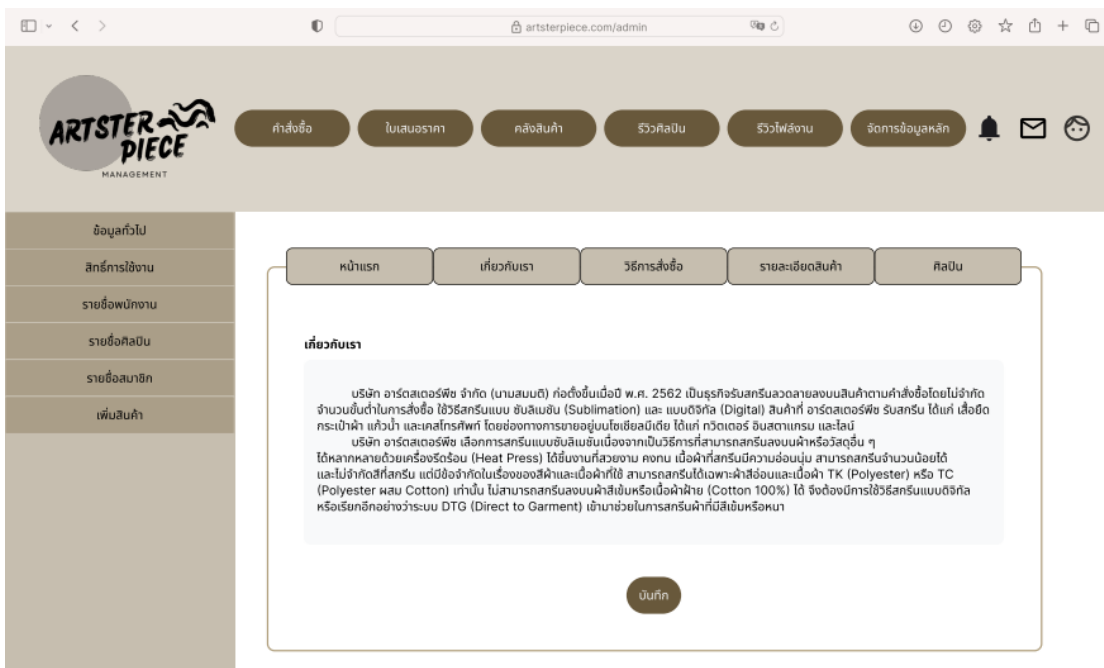 artsterpiece.com/admin
ARTSTER
PIECE
MANAGEMENT
คำสั่งซื้อ
ใบเสนอราคา
คลังสินค้า
รีวิวศิลปิน
รีวิวไฟล์งาน
จัดการข้อมูลหลัก
ข้อมูลทั่วไป
สิทธิ์การใช้งาน
รายชื่อพนักงาน
รายชื่อศิลปิน
รายชื่อสมาชิก
เพิ่มสินค้า
หน้าแรก
เกี่ยวกับเรา
วิธีการสั่งซื้อ
รายละเอียดสินค้า
ศิลปิน
เกี่ยวกับเรา
บริษัท อาร์ตสเตอร์พีซ จำกัด (นามสมมติ) ก่อตั้งขึ้นเมื่อปี พ.ศ. 2562 เป็นธุรกิจรับสกรีนลวดลายลงบนสินค้าตามคำสั่งซื้อโดยไม่จำกัด
จำนวนขั้นต่ำในการสั่งซื้อ ใช้วิธีสกรีนแบบ ซับลิเมชัน (Sublimation) และ แบบดิจิทัล (Digital) สินค้าที่ อาร์ตสเตอร์พีซ รับสกรีน ได้แก่ เสื้อยืด
กระเป๋าผ้า แก้วน้ำ และเคสโทรศัพท์ โดยช่องทางการขายอยู่บนโซเชียลมีเดีย ได้แก่ ทวิตเตอร์ อินสตาแกรม และไลน์
บริษัท อาร์ตสเตอร์พีซ เลือกการสกรีนแบบซับลิเมชันเนื่องจากเป็นวิธีการที่สามารถสกรีนลงบนผ้าหรือวัสดุอื่น ๆ
ได้หลากหลายด้วยเครื่องรีดร้อน (Heat Press) ได้ชิ้นงานที่สวยงาม คงทน เนื้อผ้าที่สกรีนมีความอ่อนนุ่ม สามารถสกรีนจำนวนน้อยได้
และไม่จำกัดสีที่สกรีน แต่มีข้อจำกัดในเรื่องของสีผ้าและเนื้อผ้าที่ใช้ สามารถสกรีนได้เฉพาะผ้าสีอ่อนและเนื้อผ้า TK (Polyester) หรือ TC
(Polyester ผสม Cotton) เท่านั้น ไม่สามารถสกรีนลงบนผ้าสีเข้มหรือเนื้อผ้าฝ้าย (Cotton 100%) ได้ จึงต้องมีการใช้วิธีสกรีนแบบดิจิทัล
หรือเรียกอีกอย่างว่าระบบ DTG (Direct to Garment) เข้ามาช่วยในการสกรีนผ้าที่มีสีเข้มหรือหนา
บันทึก